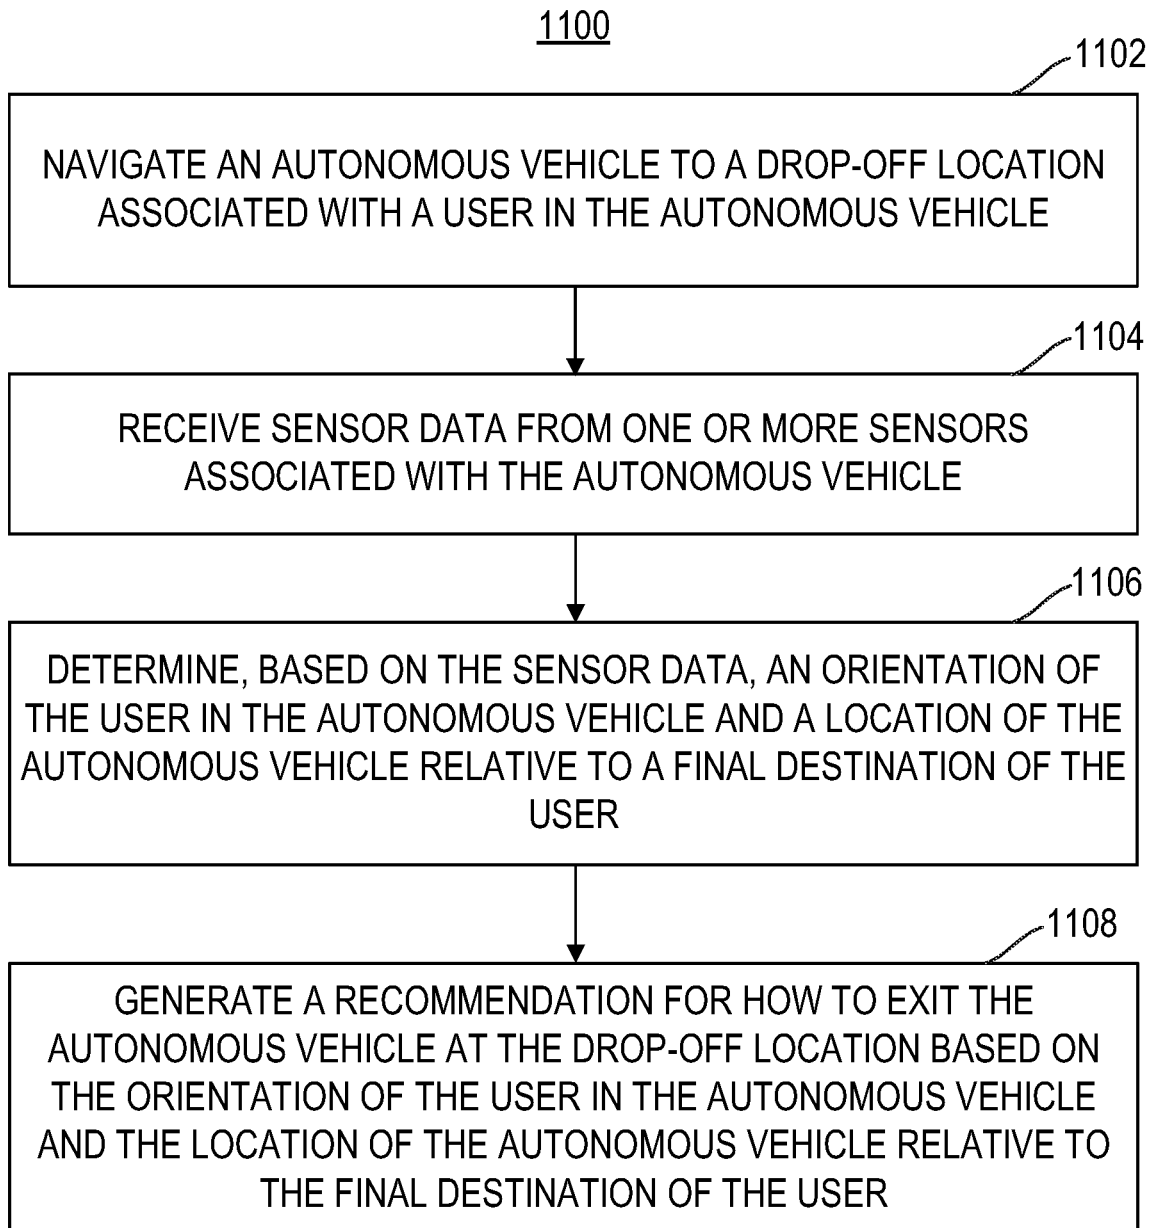 1100
1102
NAVIGATE AN AUTONOMOUS VEHICLE TO A DROP-OFF LOCATION
ASSOCIATED WITH A USER IN THE AUTONOMOUS VEHICLE
1104
RECEIVE SENSOR DATA FROM ONE OR MORE SENSORS
ASSOCIATED WITH THE AUTONOMOUS VEHICLE
1106
DETERMINE, BASED ON THE SENSOR DATA, AN ORIENTATION OF
THE USER IN THE AUTONOMOUS VEHICLE AND A LOCATION OF THE
AUTONOMOUS VEHICLE RELATIVE TO A FINAL DESTINATION OF THE
USER
1108
GENERATE A RECOMMENDATION FOR HOW TO EXIT THE
AUTONOMOUS VEHICLE AT THE DROP-OFF LOCATION BASED ON
THE ORIENTATION OF THE USER IN THE AUTONOMOUS VEHICLE
AND THE LOCATION OF THE AUTONOMOUS VEHICLE RELATIVE TO
THE FINAL DESTINATION OF THE USER